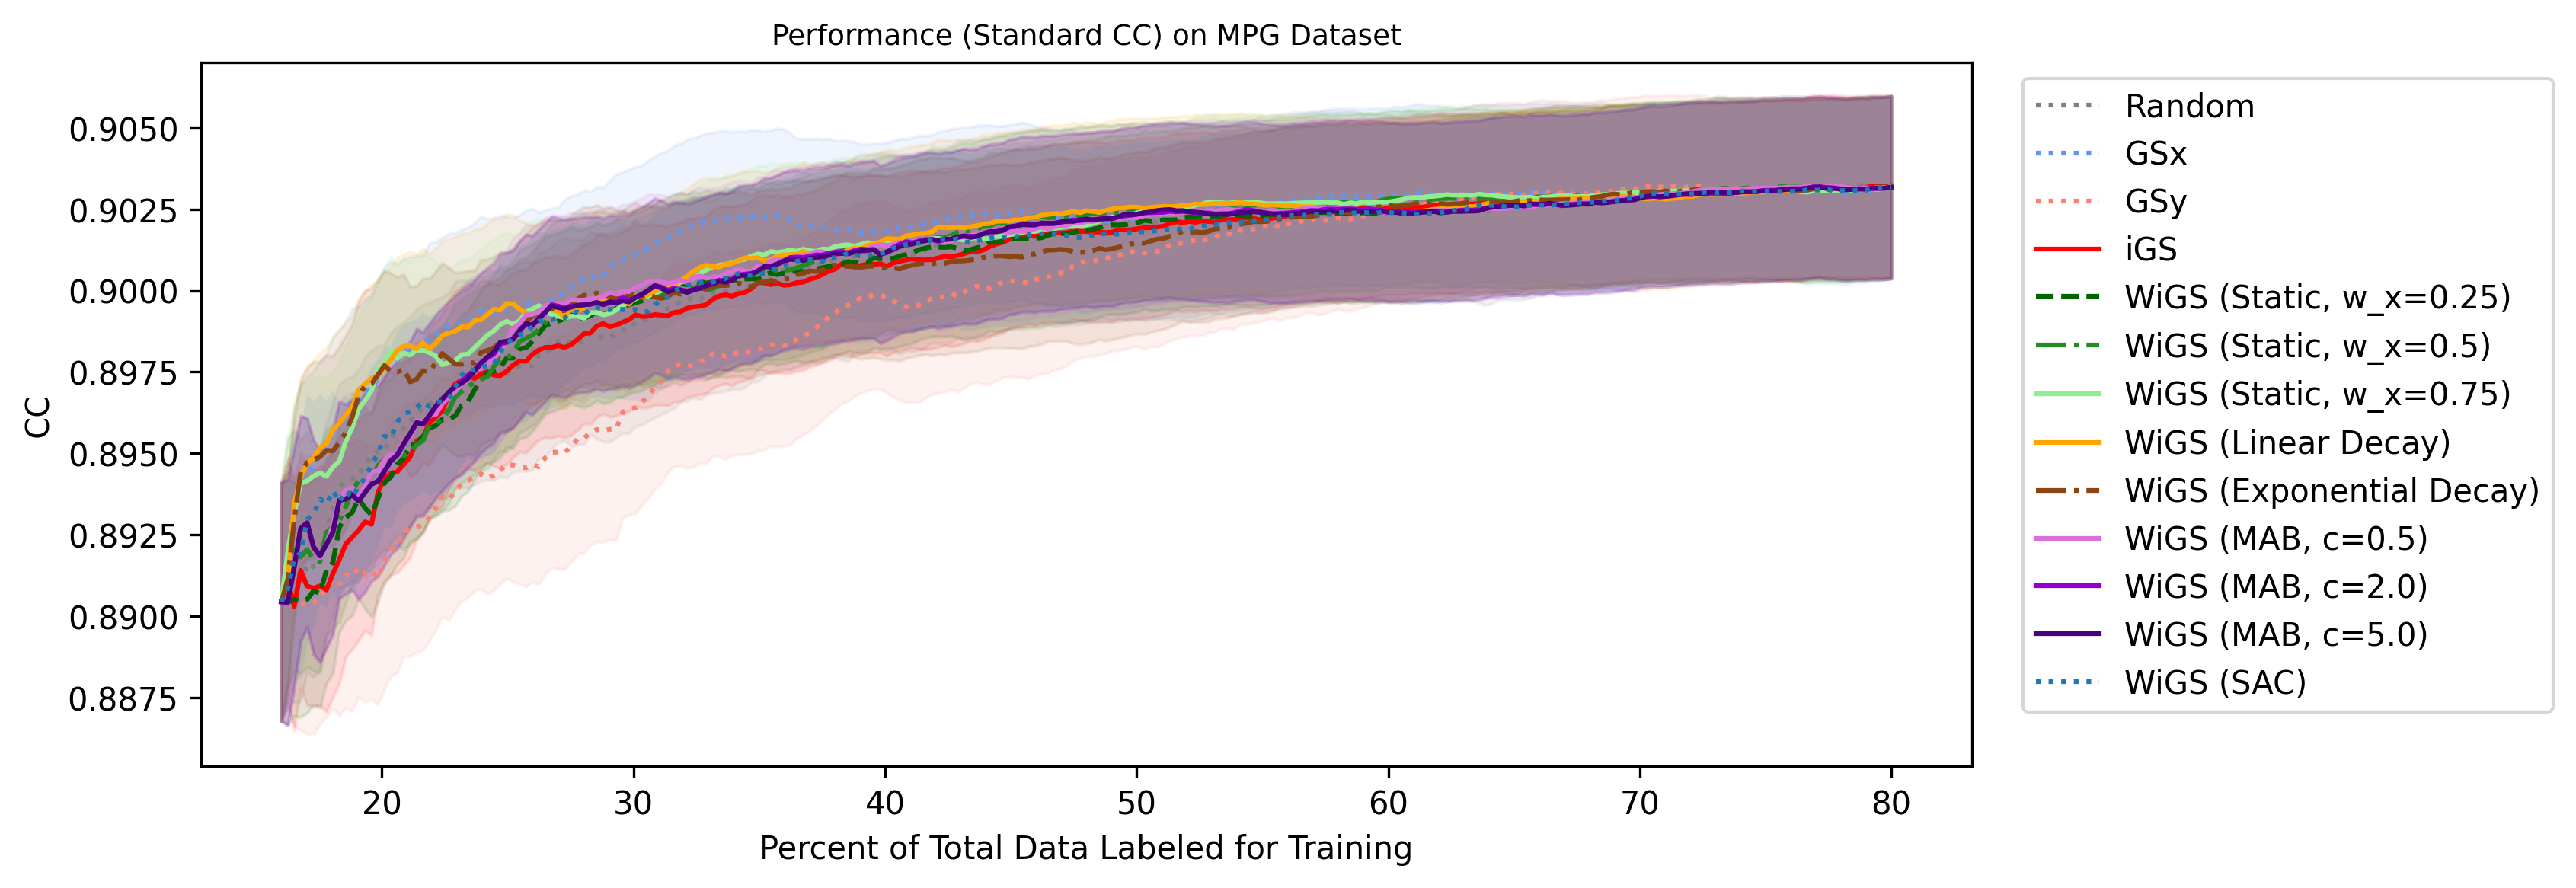 Performance (Standard CC) on MPG Dataset
CC
0.9050
0.9025
0.9000
0.8975
0.8950
0.8925
0.8900
0.8875
20 30 40 50 60 70 80
Percent of Total Data Labeled for Training
Random
GSx
GSy
iGS
WiGS (Static, w_x=0.25)
WiGS (Static, w_x=0.5)
WiGS (Static, w_x=0.75)
WiGS (Linear Decay)
WiGS (Exponential Decay)
WiGS (MAB, c=0.5)
WiGS (MAB, c=2.0)
WiGS (MAB, c=5.0)
WiGS (SAC)